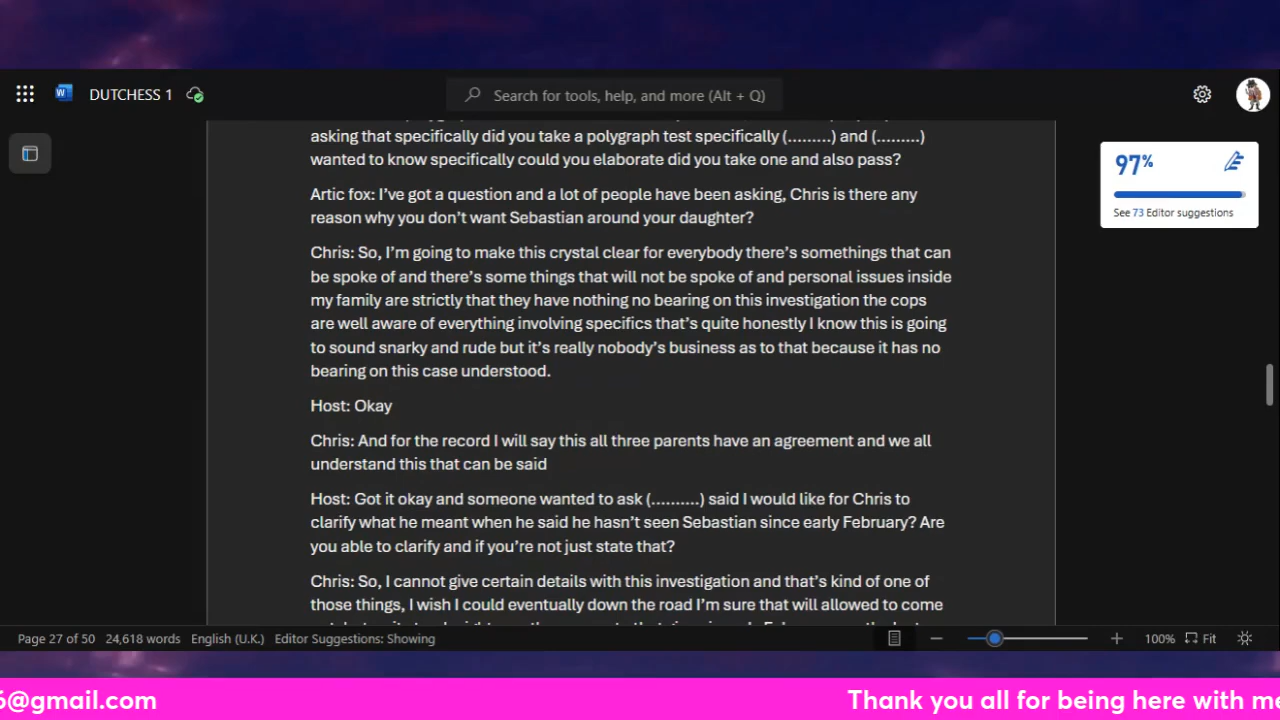 DUTCHESS 1
Search for tools, help, and more (Alt + Q)
asking that specifically did you take a polygraph test specifically (.........) and (........)
wanted to know specifically could you elaborate did you take one and also pass?
Artic fox: I've got a question and a lot of people have been asking, Chris is there any
reason why you don't want Sebastian around your daughter?
Chris: So, I'm going to make this crystal clear for everybody there's somethings that can
be spoke of and there's some things that will not be spoke of and personal issues inside
my family are strictly that they have nothing no bearing on this investigation the cops
are well aware of everything involving specifics that's quite honestly I know this is going
to sound snarky and rude but it's really nobody's business as to that because it has no
bearing on this case understood.
Host: Okay
Chris: And for the record I will say this all three parents have an agreement and we all
understand this that can be said
Host: Got it okay and someone wanted to ask (..........) said I would like for Chris to
clarify what he meant when he said he hasn't seen Sebastian since early February? Are
you able to clarify and if you're not just state that?
Chris: So, I cannot give certain details with this investigation and that's kind of one of
those things, I wish I could eventually down the road I'm sure that will allowed to come
97%
See 73 Editor suggestions
Page 27 of 50 24,618 words English (U.K.) Editor Suggestions: Showing
100% Fit
6@gmail.com
Thank you all for being here with me